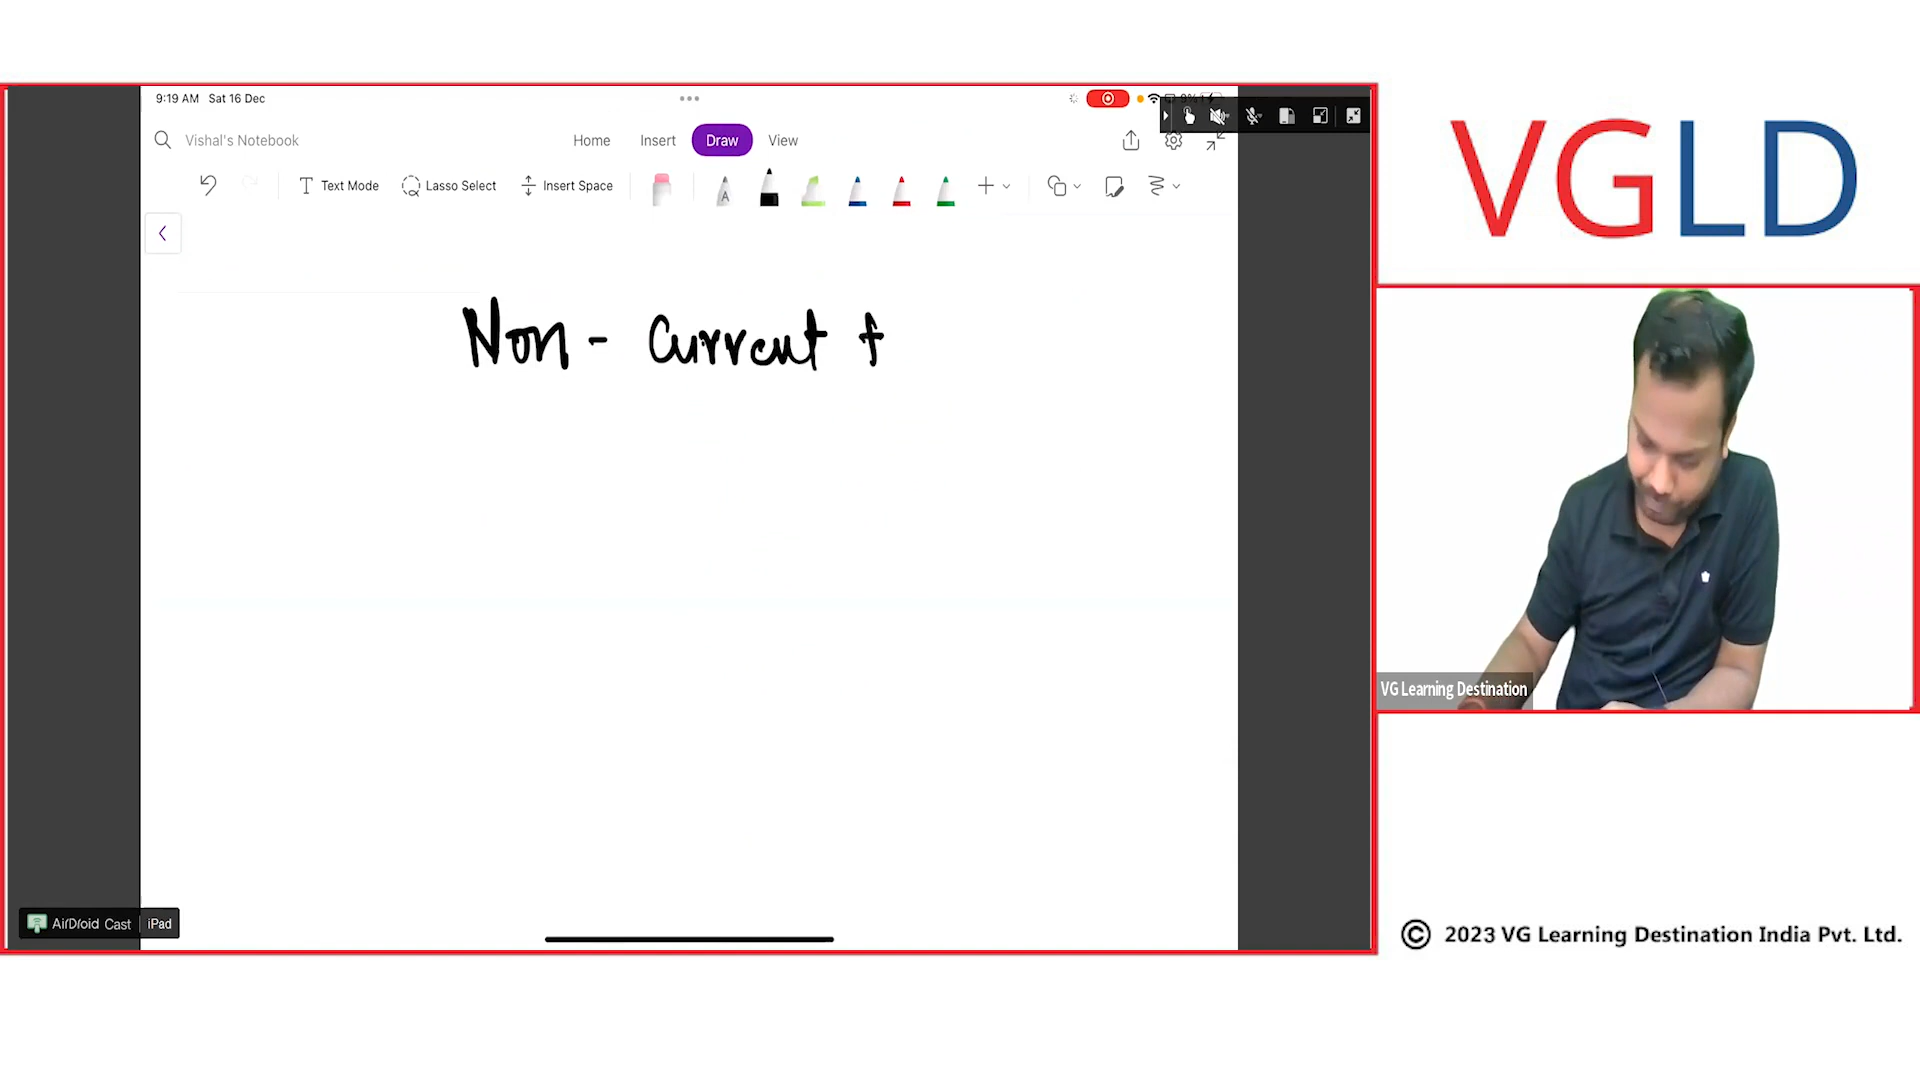 9:19 AM Sat 16 Dec
9%
Vishal's Notebook
Home Insert Draw View
Text Mode Lasso Select Insert Space
A
Non - Current f
VGLD
VG Learning Destination
AirDroid Cast iPad
© 2023 VG Learning Destination India Pvt. Ltd.